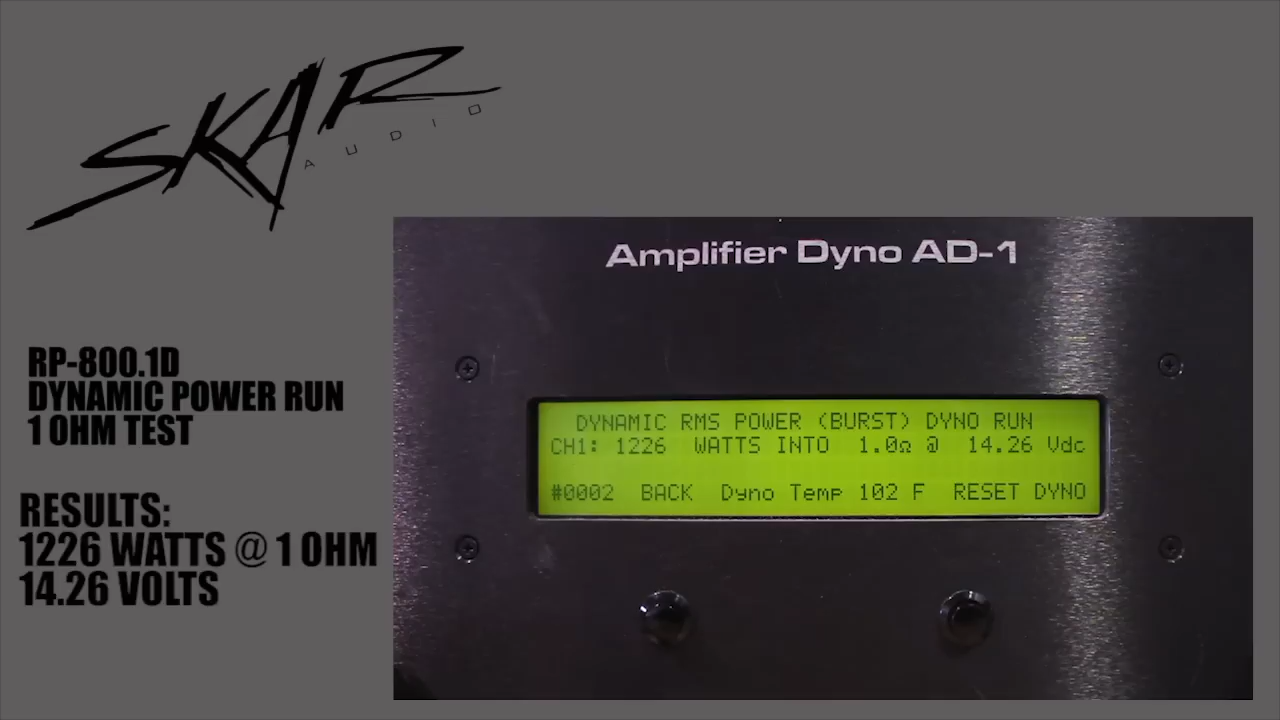 SKAR
AUDIO
RP-800.1D
DYNAMIC POWER RUN
1 OHM TEST
RESULTS:
1226 WATTS @ 1 OHM
14.26 VOLTS
Amplifier Dyno AD-1
DYNAMIC RMS POWER (BURST) DYNO RUN
CH1: 1226 WATTS INTO 1.0Ω @ 14.26 Vdc
#0002 BACK Dyno Temp 102 F RESET DYNO